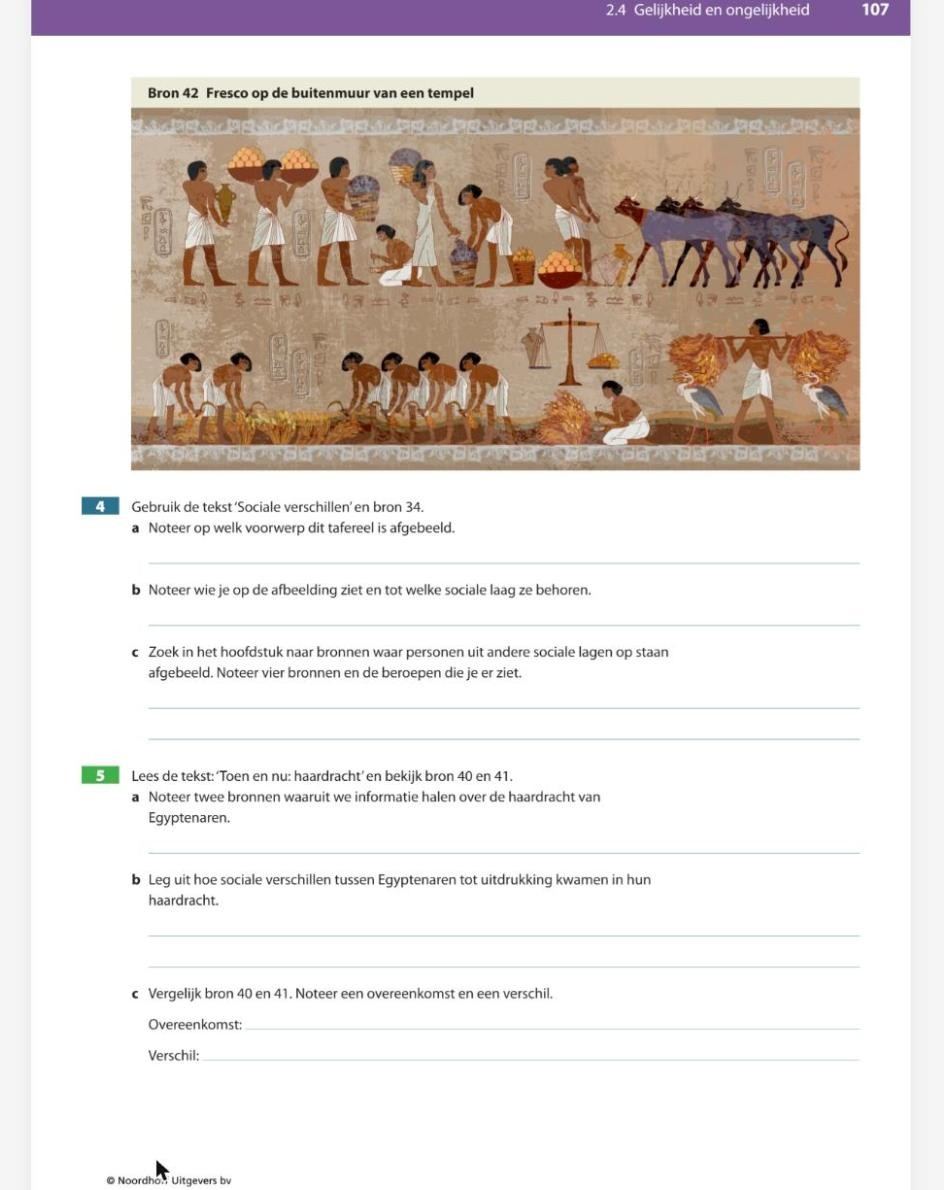 2.4 Gelijkheid en ongelijkheid 107
Bron 42 Fresco op de buitenmuur van een tempel
4 Gebruik de tekst ‘Sociale verschillen’ en bron 34.
a Noteer op welk voorwerp dit tafereel is afgebeeld.
b Noteer wie je op de afbeelding ziet en tot welke sociale laag ze behoren.
c Zoek in het hoofdstuk naar bronnen waar personen uit andere sociale lagen op staan
afgebeeld. Noteer vier bronnen en de beroepen die je er ziet.
5 Lees de tekst: ‘Toen en nu: haardracht’ en bekijk bron 40 en 41.
a Noteer twee bronnen waaruit we informatie halen over de haardracht van
Egyptenaren.
b Leg uit hoe sociale verschillen tussen Egyptenaren tot uitdrukking kwamen in hun
haardracht.
c Vergelijk bron 40 en 41. Noteer een overeenkomst en een verschil.
Overeenkomst:
Verschil:
© Uitgevers bv